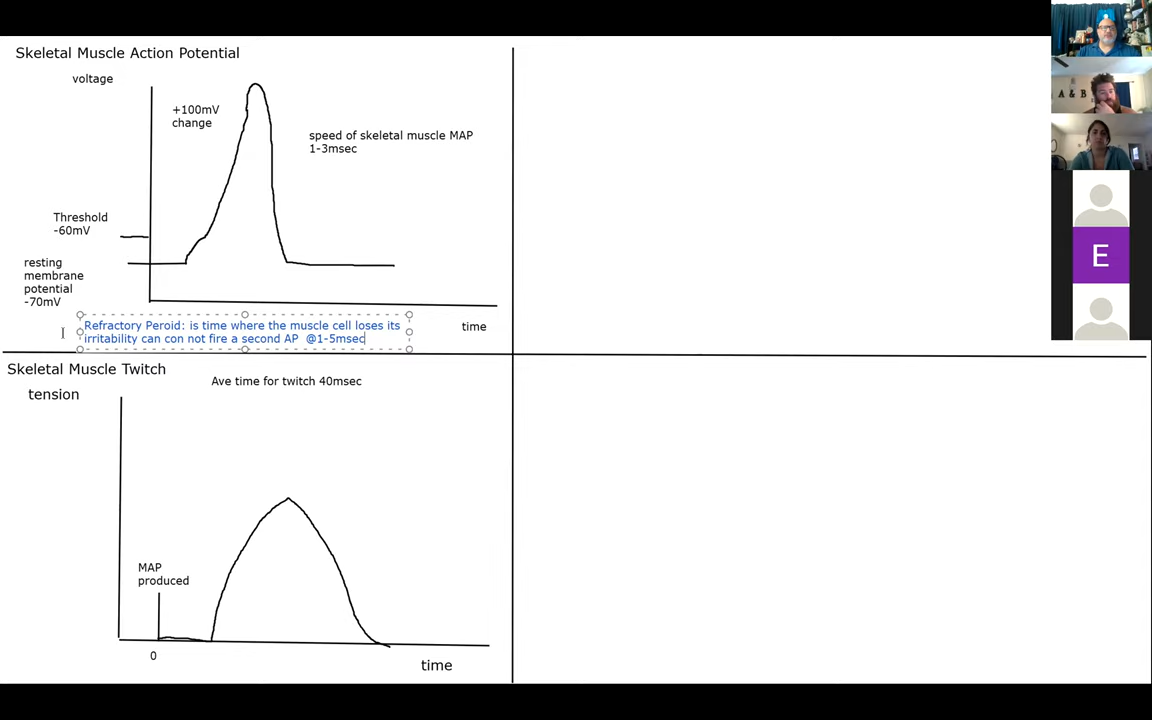 Skeletal Muscle Action Potential
voltage
+100mV
change
speed of skeletal muscle MAP
1-3msec
Threshold
-60mV
resting
membrane
potential
-70mV
Refractory Peroid: is time where the muscle cell loses its
irritability can con not fire a second AP @1-5msec
time
Skeletal Muscle Twitch
Ave time for twitch 40msec
tension
MAP
produced
0
time
A & B
E